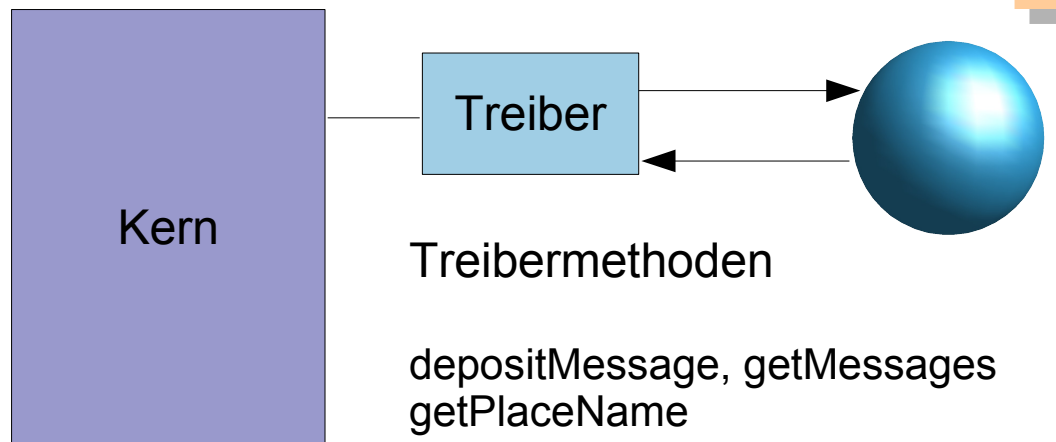 Treiber
Kern
Treibermethoden
depositMessage, getMessages
getPlaceName